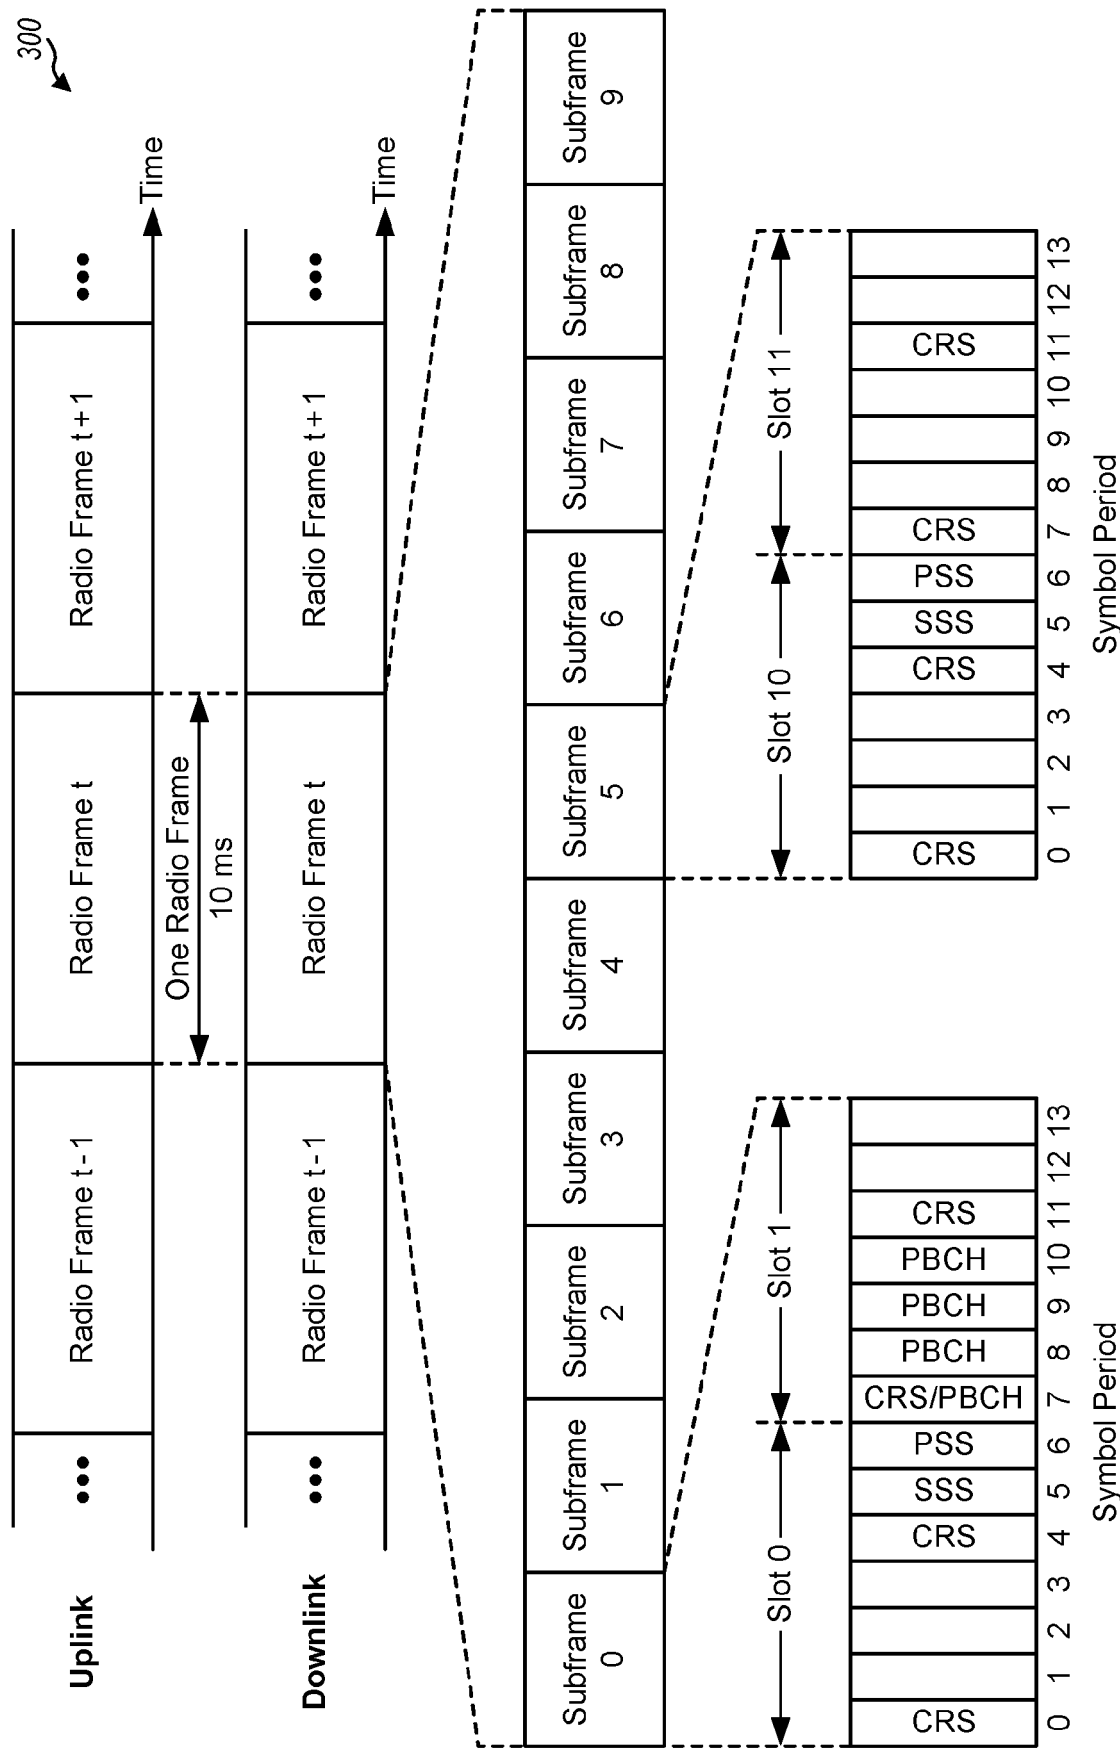 300
Uplink
Radio Frame t-1
Radio Frame t
Radio Frame t+1
Time
One Radio Frame
10 ms
Downlink
Radio Frame t-1
Radio Frame t
Radio Frame t+1
Time
Subframe
0
Subframe
1
Subframe
2
Subframe
3
Subframe
4
Subframe
5
Subframe
6
Subframe
7
Subframe
8
Subframe
9
Slot 0
Slot 1
CRS
CRS
SSS
PSS
CRS/PBCH
PBCH
PBCH
PBCH
CRS
0 1 2 3 4 5 6 7 8 9 10 11 12 13
Symbol Period
Slot 10
Slot 11
CRS
CRS
SSS
PSS
CRS
CRS
0 1 2 3 4 5 6 7 8 9 10 11 12 13
Symbol Period